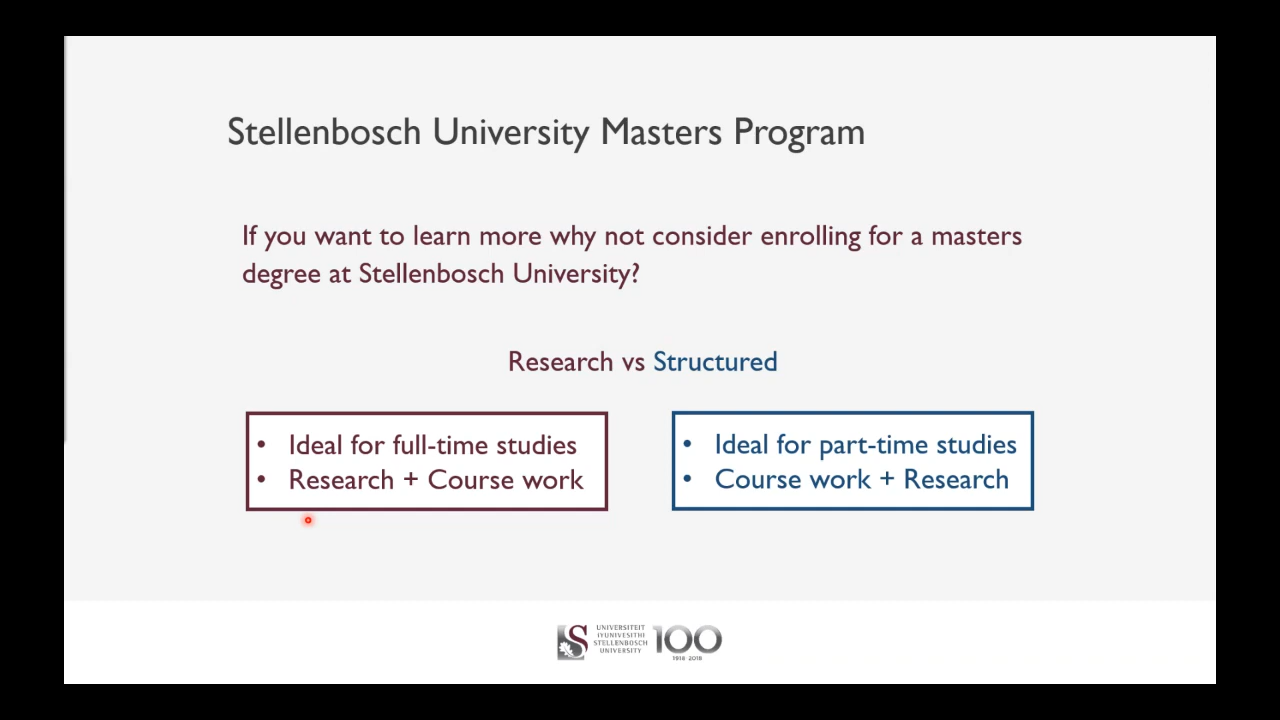 Stellenbosch University Masters Program
If you want to learn more why not consider enrolling for a masters
degree at Stellenbosch University?
Research vs Structured
• Ideal for full-time studies
• Research + Course work
• Ideal for part-time studies
• Course work + Research
UNIVERSITEIT
IYUNIVESITHI
STELLENBOSCH
UNIVERSITY
100
1918 2018